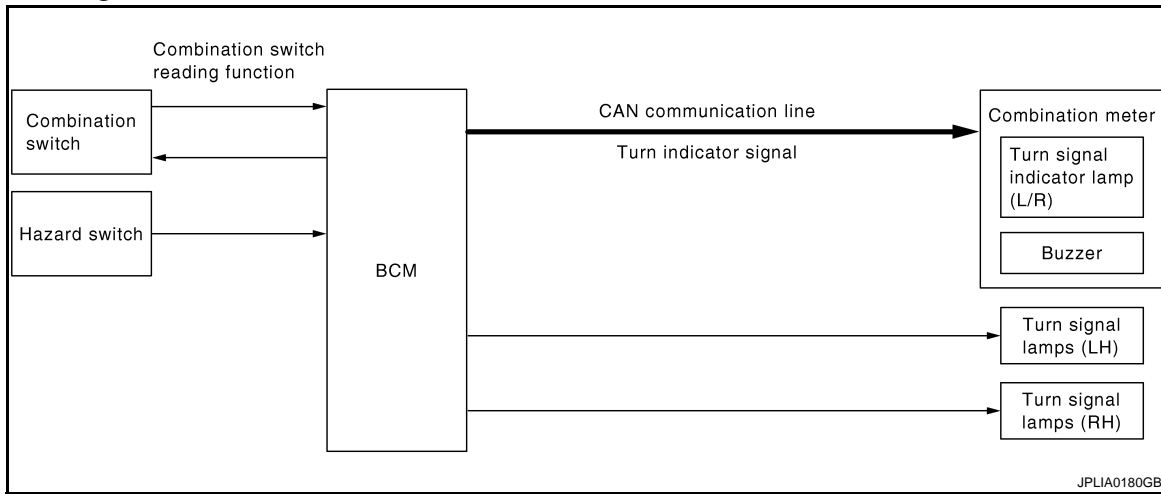 Combination switch
reading function
Combination
switch
Hazard switch
BCM
CAN communication line
Turn indicator signal
Combination meter
Turn signal
indicator lamp
(L/R)
Buzzer
Turn signal
lamps (LH)
Turn signal
lamps (RH)
JPLIA0180GB